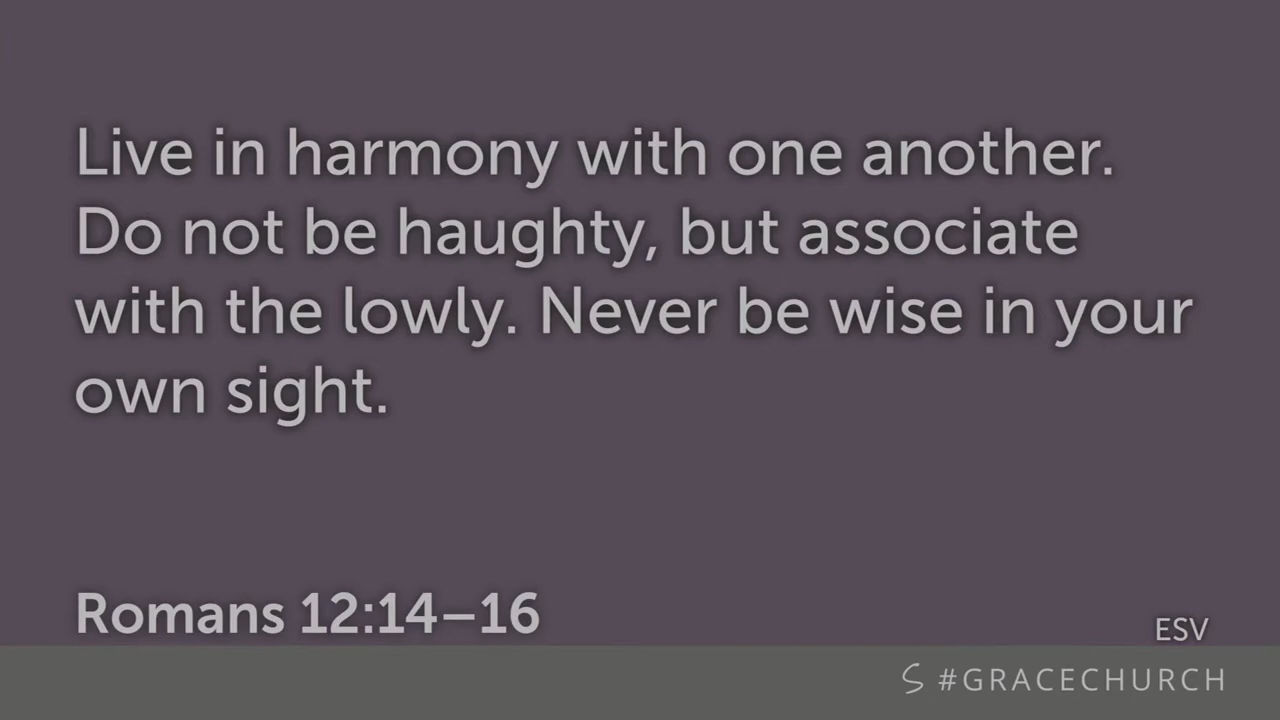 Live in harmony with one another.
Do not be haughty, but associate
with the lowly. Never be wise in your
own sight.
Romans 12:14–16
ESV
#GRACECHURCH